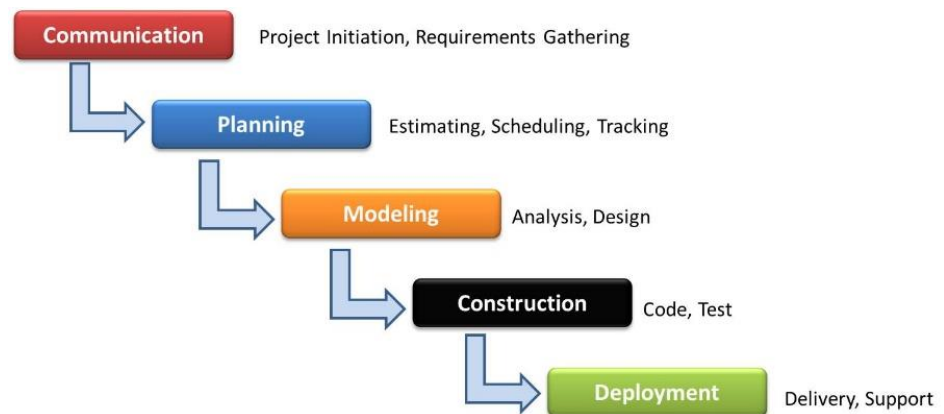 Communication
Project Initiation, Requirements Gathering
Planning
Estimating, Scheduling, Tracking
Modeling
Analysis, Design
Construction
Code, Test
Deployment
Delivery, Support